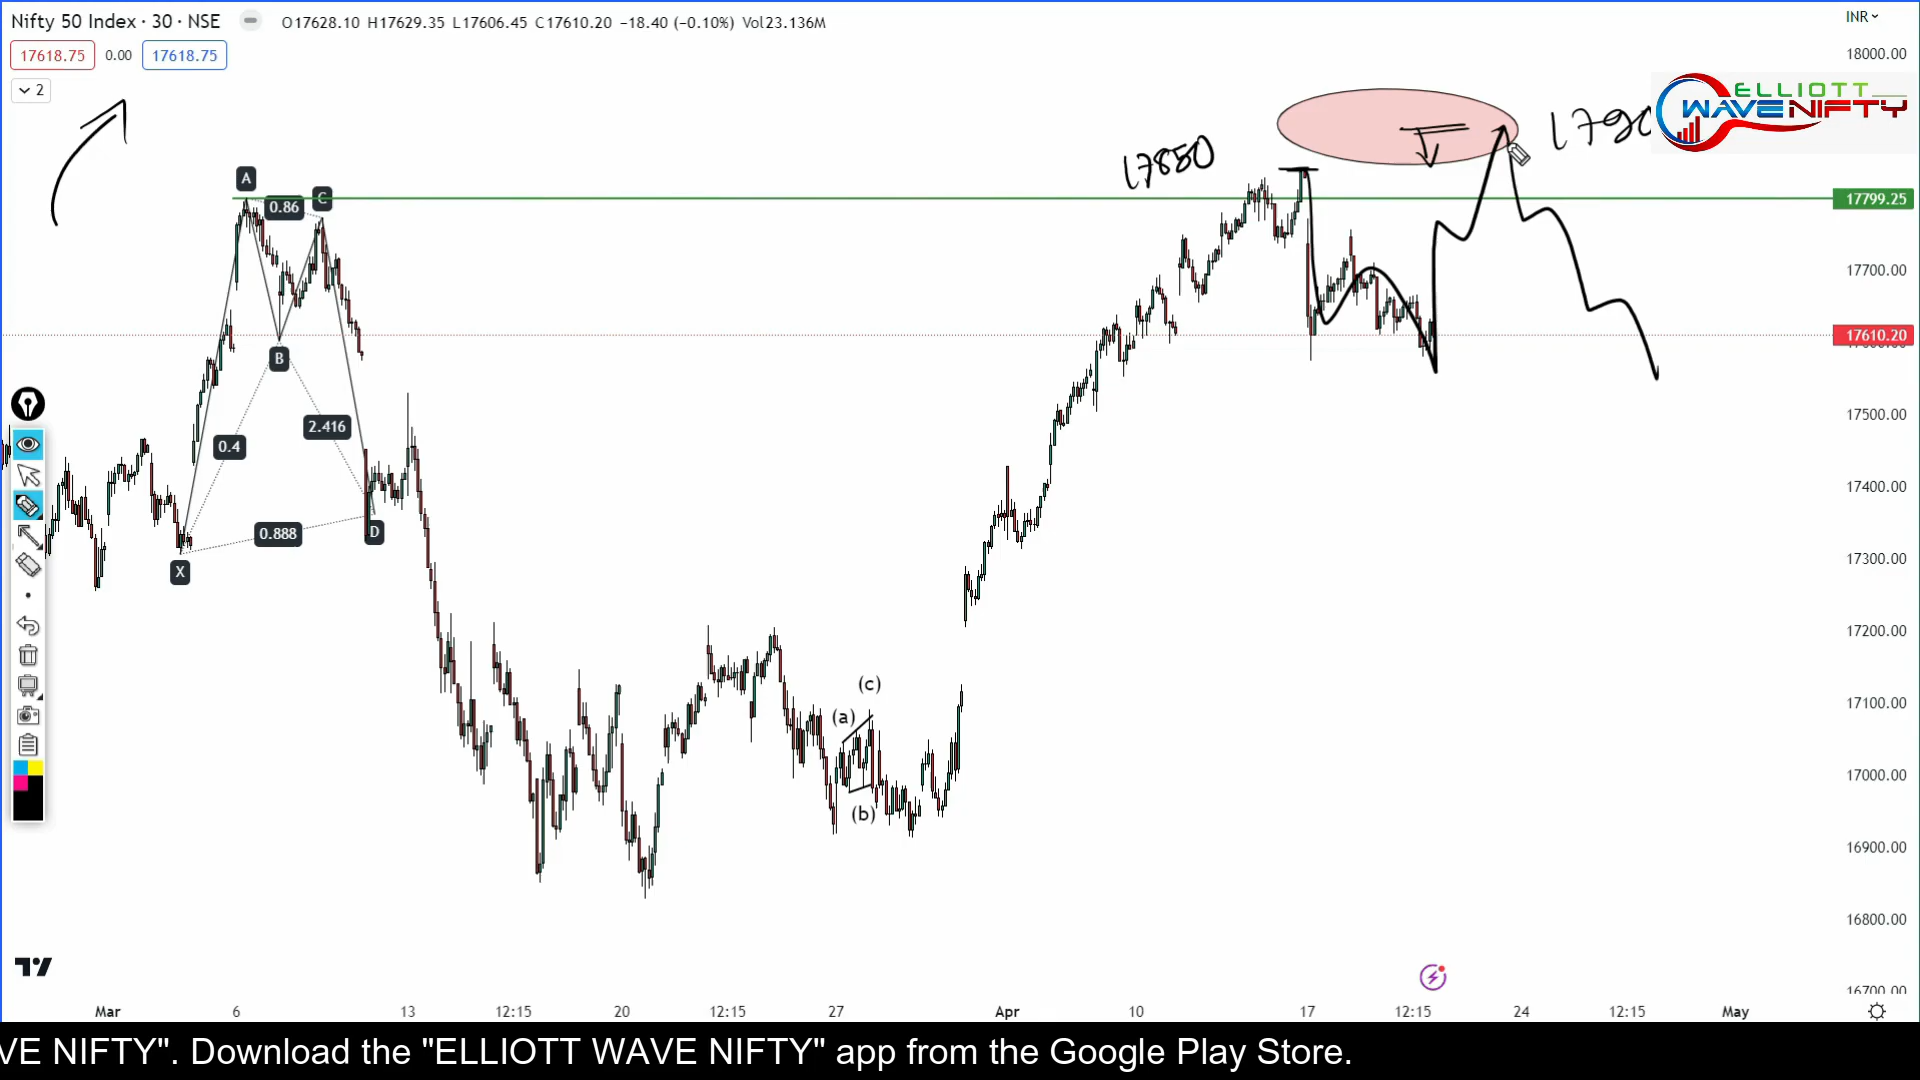 Nifty 50 Index · 30 · NSE
O17628.10 H17629.35 L17606.45 C17610.20 −18.40 (−0.10%) Vol23.136M
INR
17618.75 0.00 17618.75
2
18000.00
ELLIOTT
WAVE NIFTY
17850
A
C
0.86
17799.25
17700.00
17610.20
B
2.416
17500.00
0.4
17400.00
0.888
D
X
17300.00
17200.00
(c)
(a)
17100.00
17000.00
(b)
16900.00
16800.00
16700.00
Mar 6 13 12:15 20 12:15 27 Apr 10 17 12:15 24 12:15 May
VE NIFTY". Download the "ELLIOTT WAVE NIFTY" app from the Google Play Store.